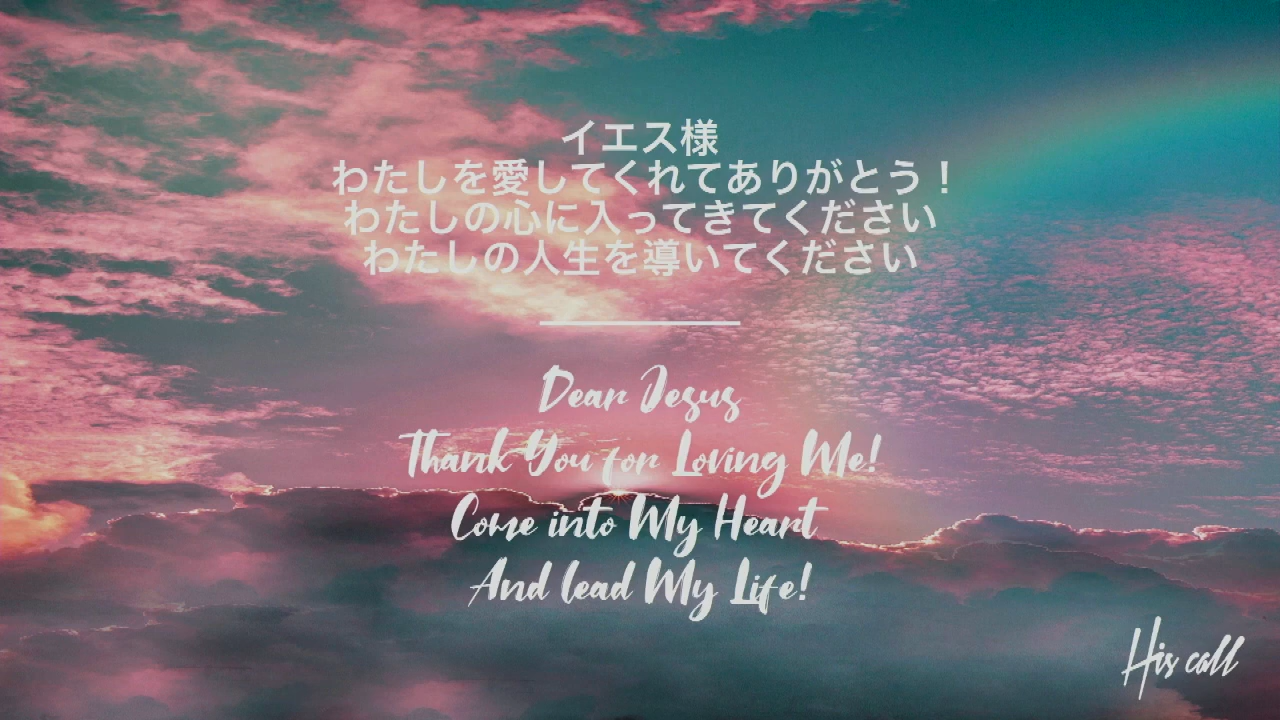 イエス様
わたしを愛してくれてありがとう！
わたしの心に入ってきてください
わたしの人生を導いてください
Dear Jesus
Thank You for Loving Me!
Come into My Heart
And lead My Life!
His call